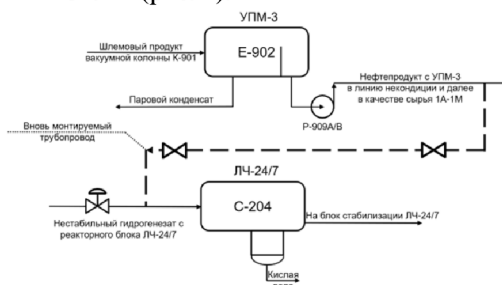 УПМ-3
Шлемовый продукт
вакуумной колонны К-901
Е-902
Нефтепродукт с УПМ-3
в линию некондиции и далее
в качестве сырья 1А-1М
Паровой конденсат
Р-909А/В
Вновь монтируемый
трубопровод
ЛЧ-24/7
С-204
На блок стабилизации ЛЧ-24/7
Нестабильный гидрогенезат с
реакторного блока ЛЧ-24/7
Кислая